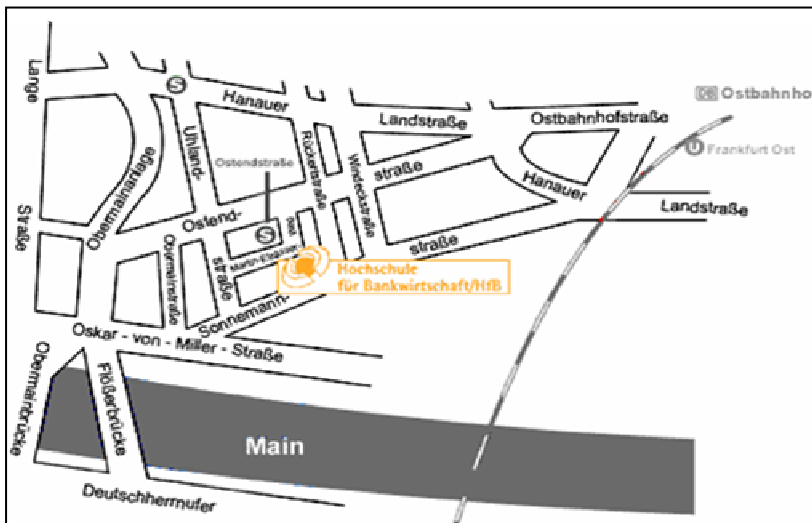 Lange
Straße
Obermainanlage
Uhland-
straße
Hanauer
Landstraße
Ostbahnhofstraße
DB Ostbahnhof
U Frankfurt Ost
Hanauer
Landstraße
S
Ostendstraße
Rückertstraße
Windeckstraße
Ostend-
straße
S
Obermainstraße
Sonnemann-
straße
Hochschule
für Bankwirtschaft/HfB
Oskar - von - Miller - Straße
Obermainbrücke
Flößerbrücke
Main
Deutschherrnufer